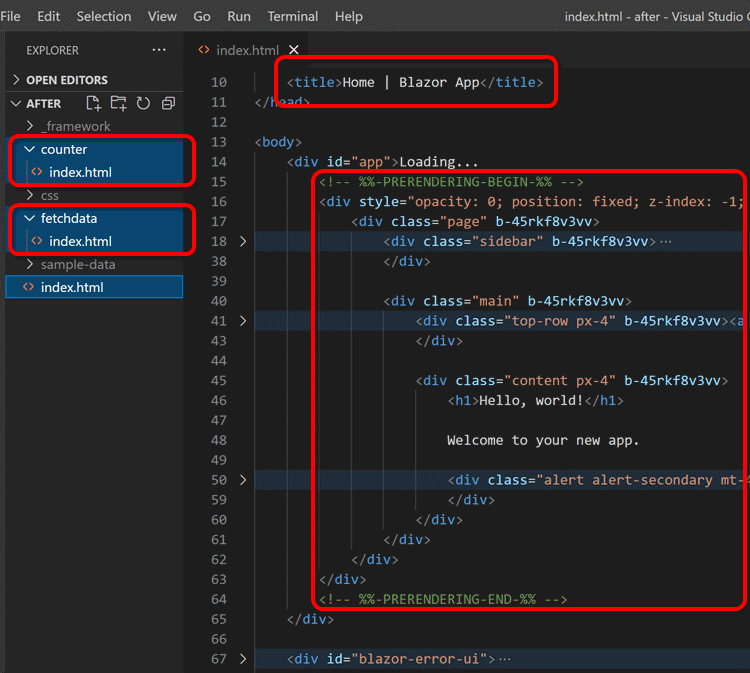 File Edit Selection View Go Run Terminal Help index.html - after - Visual Studio
EXPLORER ···
OPEN EDITORS
AFTER
_framework
counter
<> index.html
css
fetchdata
<> index.html
sample-data
<> index.html
<> index.html ×
10 <title>Home | Blazor App</title>
11 </head>
12
13 <body>
14 <div id="app">Loading...
15 <!-- %%-PRERENDERING-BEGIN-%% -->
16 <div style="opacity: 0; position: fixed; z-index: -1;
17 <div class="page" b-45rkf8v3vv>
18 <div class="sidebar" b-45rkf8v3vv>···
38 </div>
39
40 <div class="main" b-45rkf8v3vv>
41 <div class="top-row px-4" b-45rkf8v3vv><a
43 </div>
44
45 <div class="content px-4" b-45rkf8v3vv>
46 <h1>Hello, world!</h1>
47
48 Welcome to your new app.
49
50 <div class="alert alert-secondary mt-4
59 </div>
60 </div>
61 </div>
62 </div>
63 </div>
64 <!-- %%-PRERENDERING-END-%% -->
65 </div>
66
67 <div id="blazor-error-ui">···